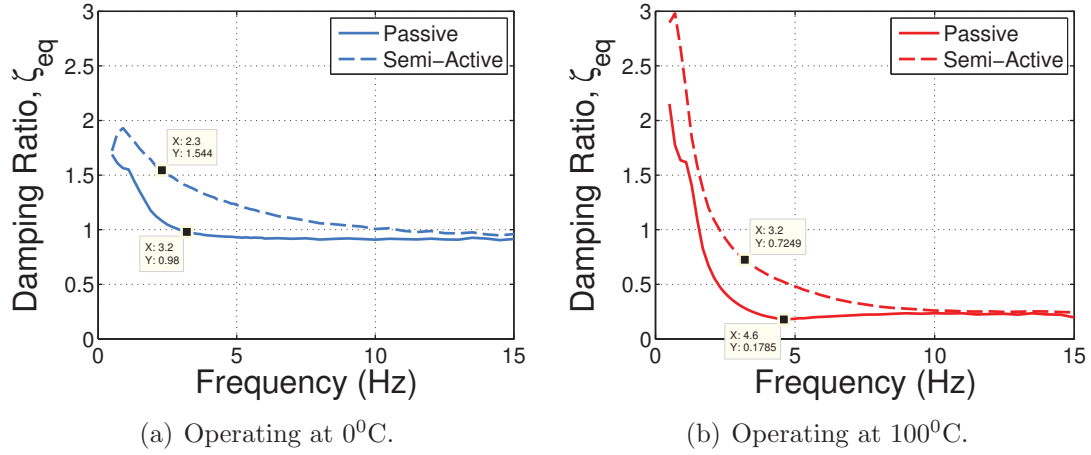 Damping Ratio, ζeq
3
2.5
2
1.5
1
0.5
0
0
5
10
15
Frequency (Hz)
Passive
Semi-Active
X: 2.3
Y: 1.544
X: 3.2
Y: 0.98
(a) Operating at 0⁰C.
Damping Ratio, ζeq
3
2.5
2
1.5
1
0.5
0
0
5
10
15
Frequency (Hz)
Passive
Semi-Active
X: 3.2
Y: 0.7249
X: 4.6
Y: 0.1785
(b) Operating at 100⁰C.